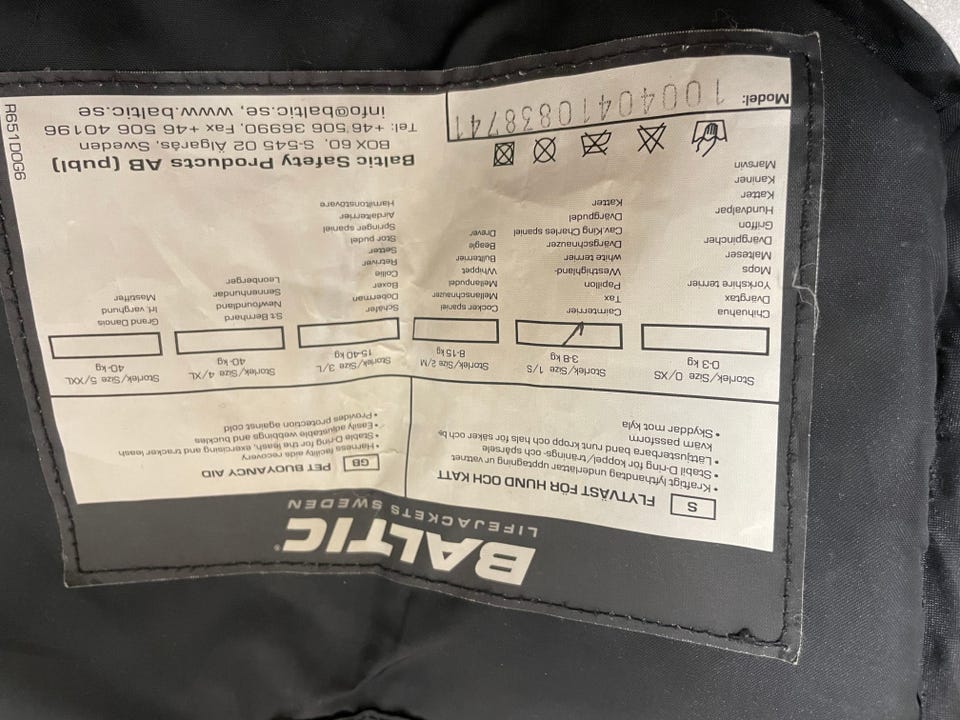 BALTIC
LIFEJACKETS SWEDEN
S
FLYTVÄST FÖR HUND OCH KATT
• Kraftigt lyfthandtag underlättar upptagning ur vattnet
• Stabil D-ring för koppel/tränings- och spårsele
• Lättjusterbara band runt kropp och hals för säker och be
kväm passform
• Skyddar mot kyla
GB
PET BUOYANCY AID
• Harness facility aids recovery
• Stable D-ring for the leash, exercising and tracker leash
• Easily adjustable webbings and buckles
• Provides protection against cold
Storlek/Size 0/XS
0-3 kg
Chihuahua
Dvärgtax
Yorkshire terrier
Mops
Malteser
Dvärgpincher
Griffon
Hundvalpar
Katter
Kaniner
Marsvin
Storlek/Size 1/S
3-8 kg
Cairnterrier
Tax
Papillon
Westhighland-
white terrier
Dvärgschnauzer
Cav.King Charles spaniel
Dvärgpudel
Katter
Storlek/Size 2/M
8-15 kg
Cocker spaniel
Mellanschnauzer
Mellanpudel
Whippet
Bullterrier
Beagle
Drever
Storlek/Size 3/L
15-40 kg
Schäfer
Doberman
Boxer
Collie
Retriver
Setter
Stor pudel
Springer spaniel
Airdalterrier
Hamiltonstövare
Storlek/Size 4/XL
40-kg
S:t Bernhard
Newfoundland
Sennenhundar
Leonberger
Storlek/Size 5/XXL
40-kg
Grand Danois
Irl. varghund
Mastiffer
Model: 10040410838741
Baltic Safety Products AB (publ)
BOX 60, S-545 02 Älgarås, Sweden
Tel: +46 506 36990, Fax +46 506 40196
info@baltic.se, www.baltic.se
R651DOG6